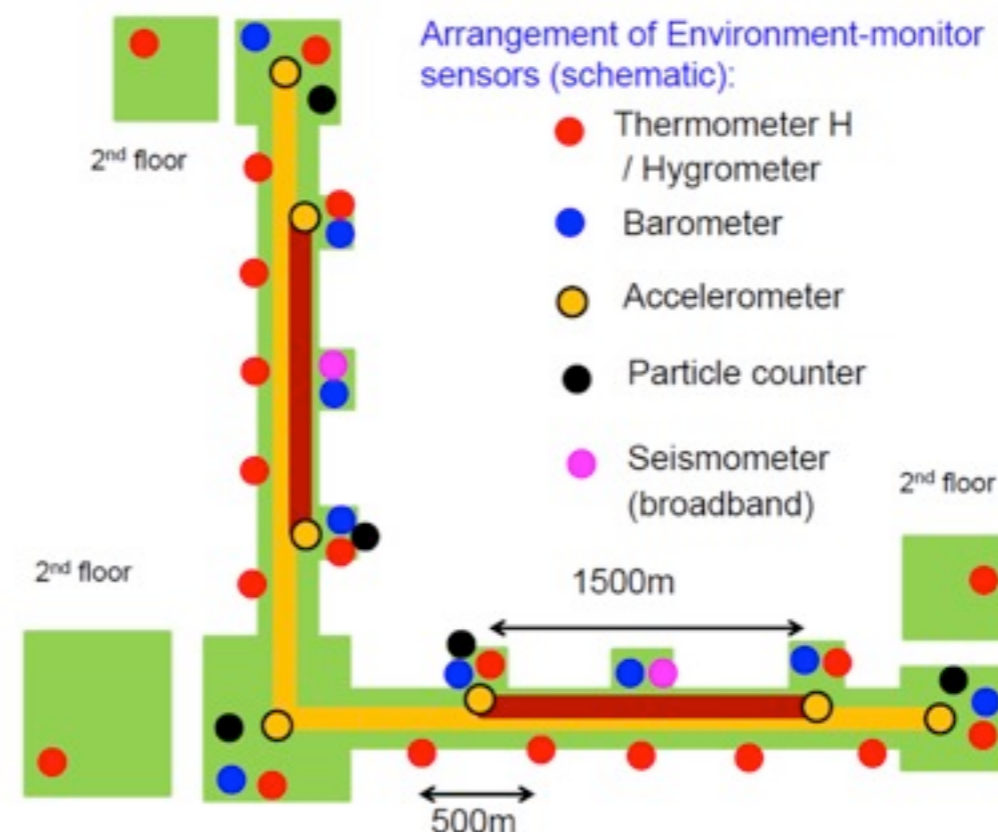 Arrangement of Environment-monitor
sensors (schematic):
Thermometer H
/ Hygrometer
Barometer
Accelerometer
Particle counter
Seismometer
(broadband)
2nd floor
2nd floor
2nd floor
1500m
500m